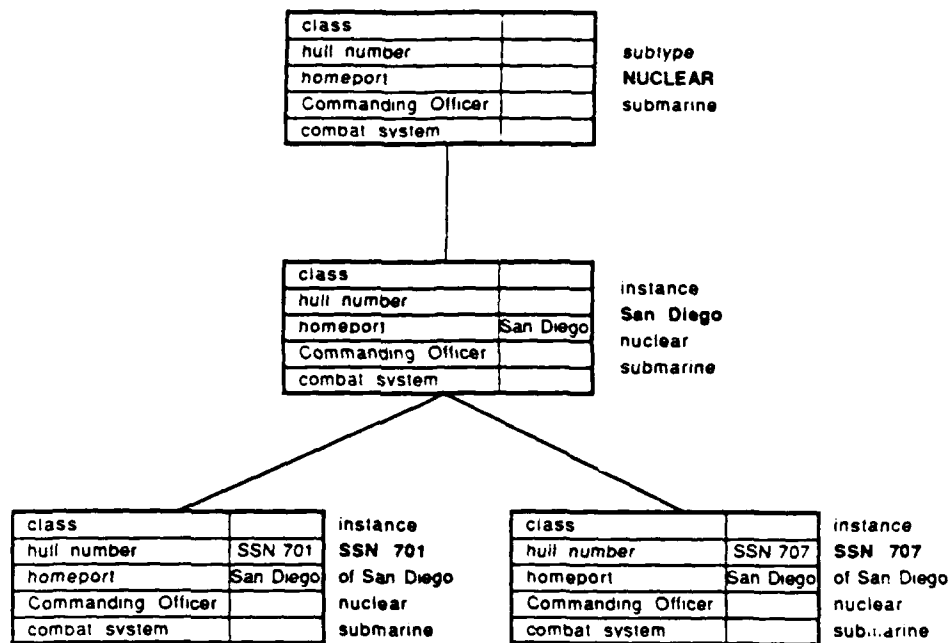 class
hull number
homeport
Commanding Officer
combat system
subtype
NUCLEAR
submarine
class
hull number
homeport San Diego
Commanding Officer
combat system
instance
San Diego
nuclear
submarine
class
hull number SSN 701
homeport San Diego
Commanding Officer
combat system
instance
SSN 701
of San Diego
nuclear
submarine
class
hull number SSN 707
homeport San Diego
Commanding Officer
combat system
instance
SSN 707
of San Diego
nuclear
submarine